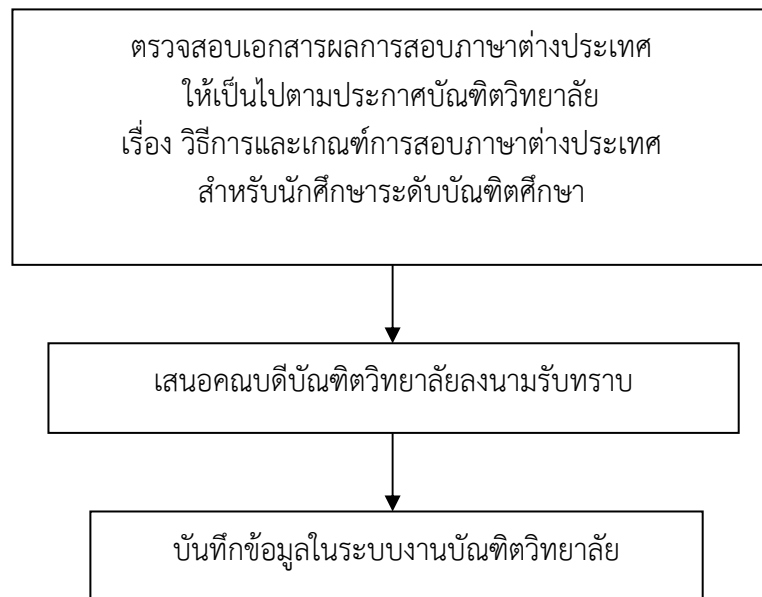 ตรวจสอบเอกสารผลการสอบภาษาต่างประเทศ
ให้เป็นไปตามประกาศบัณฑิตวิทยาลัย
เรื่อง วิธีการและเกณฑ์การสอบภาษาต่างประเทศ
สำหรับนักศึกษาระดับบัณฑิตศึกษา
เสนอคณบดีบัณฑิตวิทยาลัยลงนามรับทราบ
บันทึกข้อมูลในระบบงานบัณฑิตวิทยาลัย